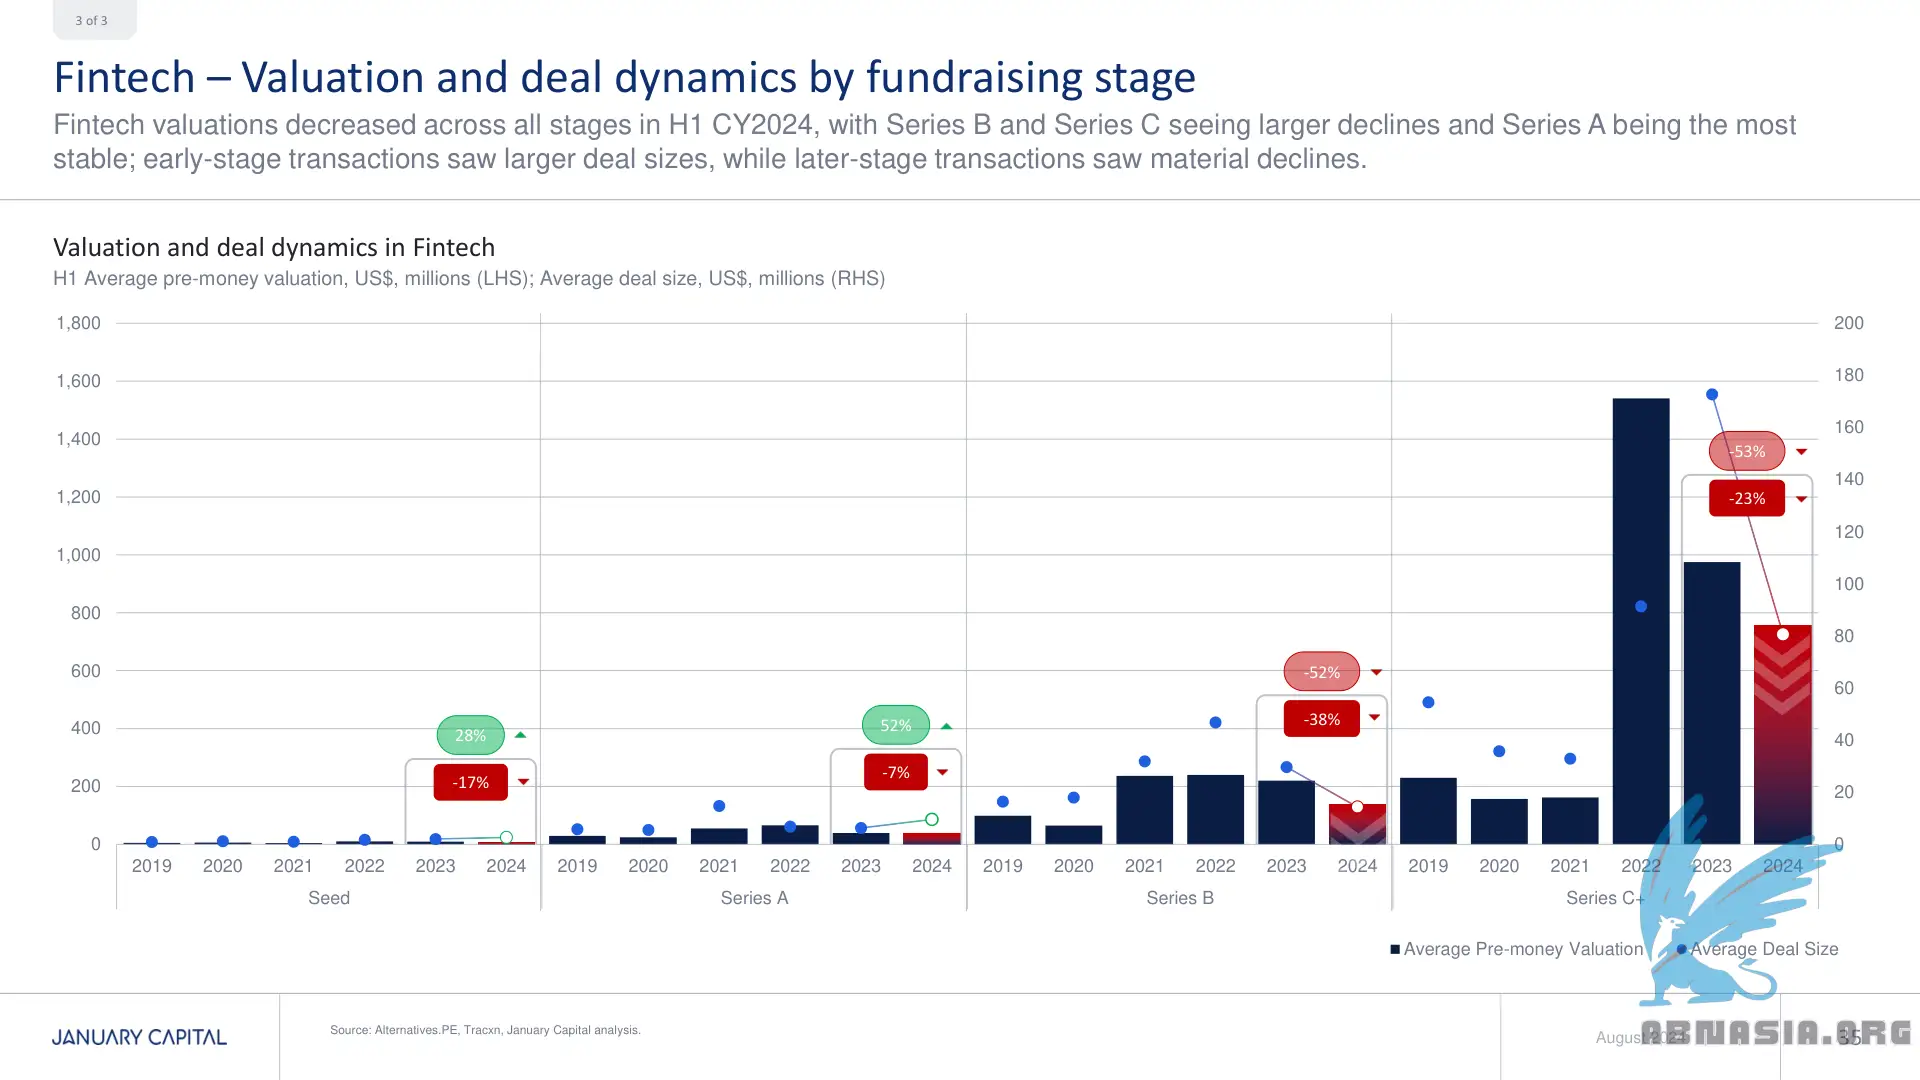 3 of 3
Fintech – Valuation and deal dynamics by fundraising stage
Fintech valuations decreased across all stages in H1 CY2024, with Series B and Series C seeing larger declines and Series A being the most
stable; early-stage transactions saw larger deal sizes, while later-stage transactions saw material declines.
Valuation and deal dynamics in Fintech
H1 Average pre-money valuation, US$, millions (LHS); Average deal size, US$, millions (RHS)
1,800 200
1,600 180
1,400 160
1,200 140
1,000 120
800 100
600 80
400 60
200 40
0 20
0
-53%
-23%
-52%
-38%
52%
-7%
28%
-17%
2019 2020 2021 2022 2023 2024 2019 2020 2021 2022 2023 2024 2019 2020 2021 2022 2023 2024 2019 2020 2021 2022 2023 2024
Seed Series A Series B Series C+
Average Pre-money Valuation Average Deal Size
JANUARY CAPITAL
Source: Alternatives.PE, Tracxn, January Capital analysis.
August 2024
35
ABNASIA.ORG